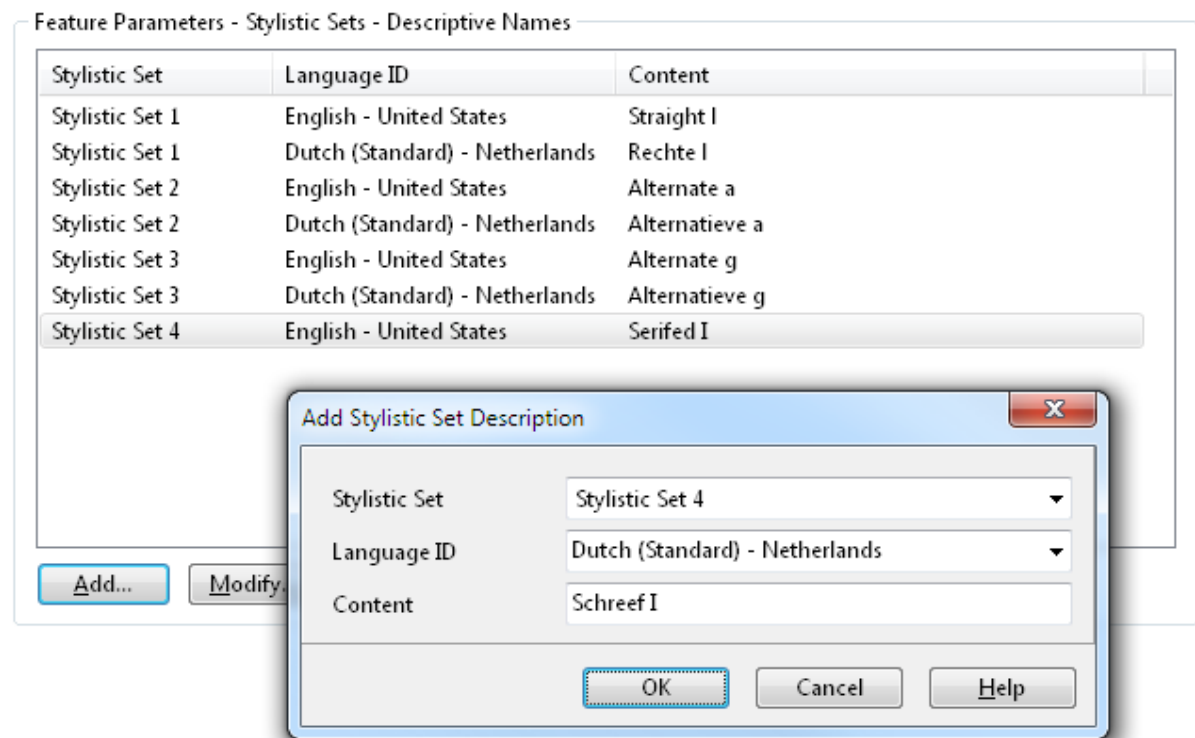 Feature Parameters - Stylistic Sets - Descriptive Names
Stylistic Set Language ID Content
Stylistic Set 1 English - United States Straight l
Stylistic Set 1 Dutch (Standard) - Netherlands Rechte l
Stylistic Set 2 English - United States Alternate a
Stylistic Set 2 Dutch (Standard) - Netherlands Alternatieve a
Stylistic Set 3 English - United States Alternate g
Stylistic Set 3 Dutch (Standard) - Netherlands Alternatieve g
Stylistic Set 4 English - United States Serifed I
Add Stylistic Set Description
x
Stylistic Set Stylistic Set 4
Language ID Dutch (Standard) - Netherlands
Content Schreef I
Add... Modify.
OK Cancel Help